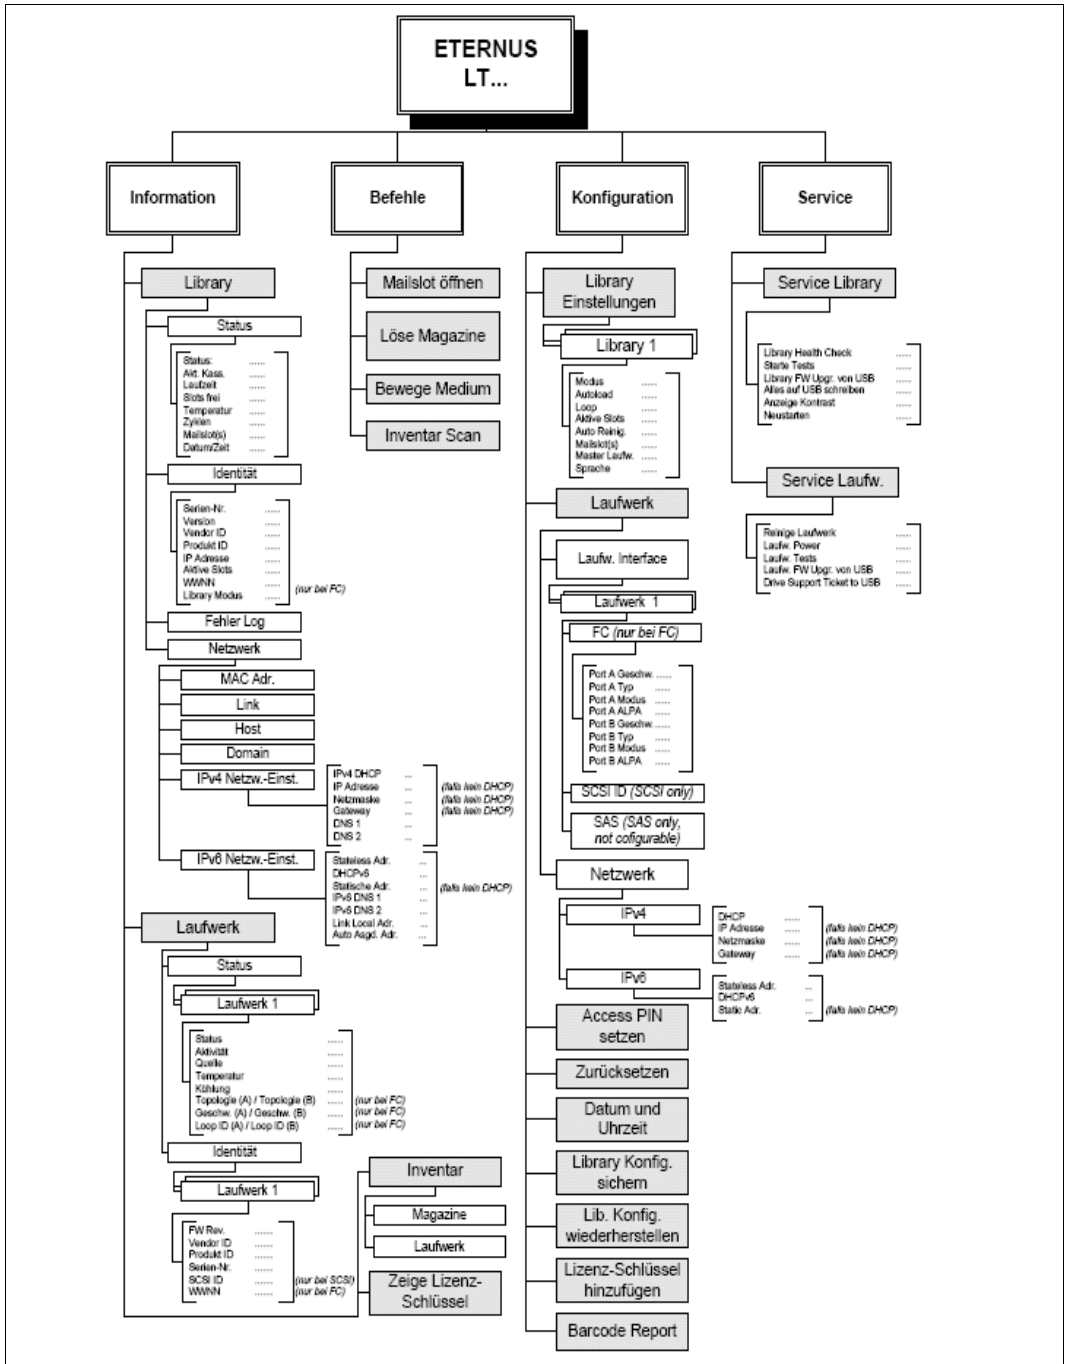 ETERNUS
LT...
Information
Befehle
Konfiguration
Service
Library
Status
Status: ......
Akt. Kass. ......
Laufzeit ......
Slots frei ......
Temperatur ......
Zyklen ......
Mailslot(s) ......
Datum/Zeit ......
Identität
Serien-Nr. ......
Version ......
Vendor ID ......
Produkt ID ......
IP Adresse ......
Aktive Slots ......
WWNN ...... (nur bei FC)
Library Modus ......
Fehler Log
Netzwerk
MAC Adr.
Link
Host
Domain
IPv4 Netzw.-Einst.
IPv4 DHCP ...
IP Adresse ... (falls kein DHCP)
Netzmaske ... (falls kein DHCP)
Gateway ... (falls kein DHCP)
DNS 1 ...
DNS 2 ...
IPv6 Netzw.-Einst.
Stateless Adr. ...
DHCPv6 ...
Statische Adr. ... (falls kein DHCP)
IPv6 DNS 1 ...
IPv6 DNS 2 ...
Link Local Adr. ...
Auto Asgd. Adr. ...
Laufwerk
Status
Laufwerk 1
Status ......
Aktivität ......
Quelle ......
Temperatur ......
Kühlung ......
Topologie (A) / Topologie (B) ...... (nur bei FC)
Geschw. (A) / Geschw. (B) ...... (nur bei FC)
Loop ID (A) / Loop ID (B) ...... (nur bei FC)
Identität
Laufwerk 1
FW Rev. .......
Vendor ID .......
Produkt ID .......
Serien-Nr. .......
SCSI ID ....... (nur bei SCSI)
WWNN ....... (nur bei FC)
Inventar
Magazine
Laufwerk
Zeige Lizenz-
Schlüssel
Mailslot öffnen
Löse Magazine
Bewege Medium
Inventar Scan
Library
Einstellungen
Library 1
Modus ......
Autoload ......
Loop ......
Aktive Slots ......
Auto Reinig. ......
Mailslot(s) ......
Master Laufw. ......
Sprache ......
Laufwerk
Laufw. Interface
Laufwerk 1
FC (nur bei FC)
Port A Geschw. ......
Port A Typ ......
Port A Modus ......
Port A ALPA ......
Port B Geschw. ......
Port B Typ ......
Port B Modus ......
Port B ALPA ......
SCSI ID (SCSI only)
SAS (SAS only,
not cofigurable)
Netzwerk
IPv4
DHCP ......
IP Adresse ...... (falls kein DHCP)
Netzmaske ...... (falls kein DHCP)
Gateway ...... (falls kein DHCP)
IPv6
Stateless Adr. ...
DHCPv6 ...
Static Adr. ... (falls kein DHCP)
Access PIN
setzen
Zurücksetzen
Datum und
Uhrzeit
Library Konfig.
sichern
Lib. Konfig.
wiederherstellen
Lizenz-Schlüssel
hinzufügen
Barcode Report
Service Library
Library Health Check ......
Starte Tests ......
Library FW Upgr. von USB ......
Alles auf USB schreiben ......
Anzeige Kontrast ......
Neustarten ......
Service Laufw.
Reinige Laufwerk ......
Laufw. Power ......
Laufw. Tests ......
Laufw. FW Upgr. von USB ......
Drive Support Ticket to USB ......